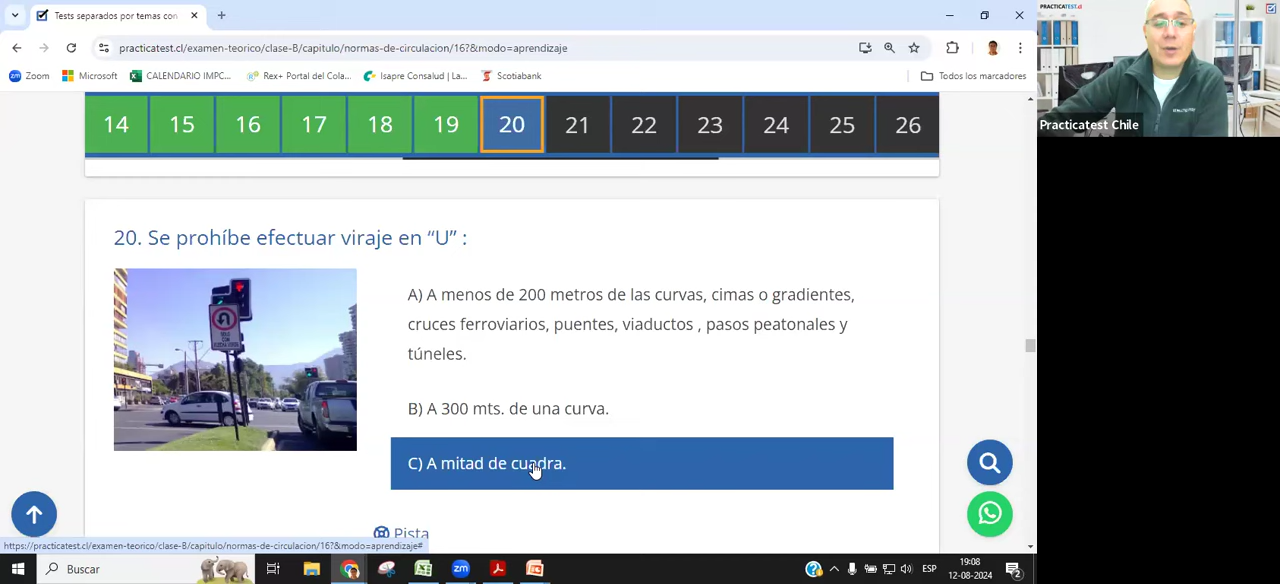 Tests separados por temas con
PRACTICATEST.cl
practicatest.cl/examen-teorico/clase-B/capitulo/normas-de-circulacion/167&modo=aprendizaje
Zoom
Microsoft
CALENDARIO IMPC...
Rex+ Portal del Cola...
Isapre Consalud | La...
Scotiabank
Todos los marcadores
14 15 16 17 18 19 20 21 22 23 24 25 26
Practicatest Chile
20. Se prohíbe efectuar viraje en “U” :
A) A menos de 200 metros de las curvas, cimas o gradientes,
cruces ferroviarios, puentes, viaductos , pasos peatonales y
túneles.
B) A 300 mts. de una curva.
C) A mitad de cuadra.
Pista
https://practicatest.cl/examen-teorico/clase-B/capitulo/normas-de-circulacion/167&modo=aprendizaje#
Buscar
ESP
19:08
12-08-2024
2